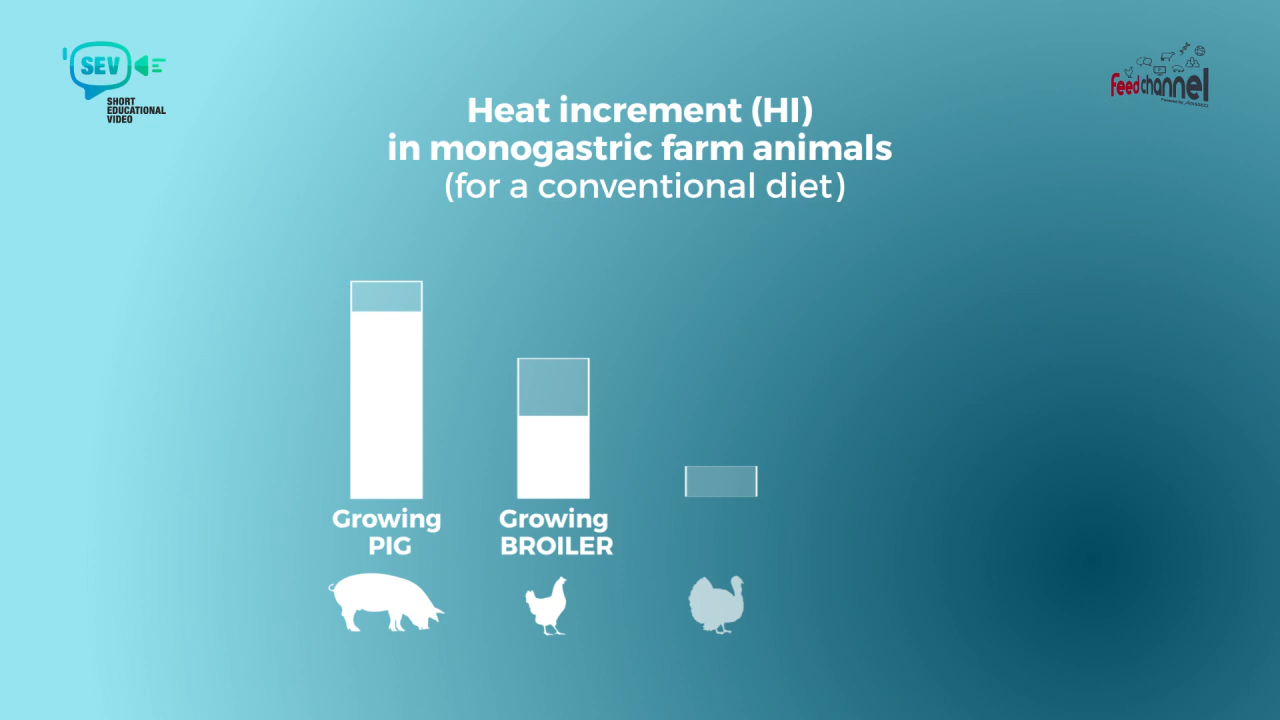 SEV
SHORT
EDUCATIONAL
VIDEO
feedchannel
Heat increment (HI)
in monogastric farm animals
(for a conventional diet)
Growing
PIG
Growing
BROILER